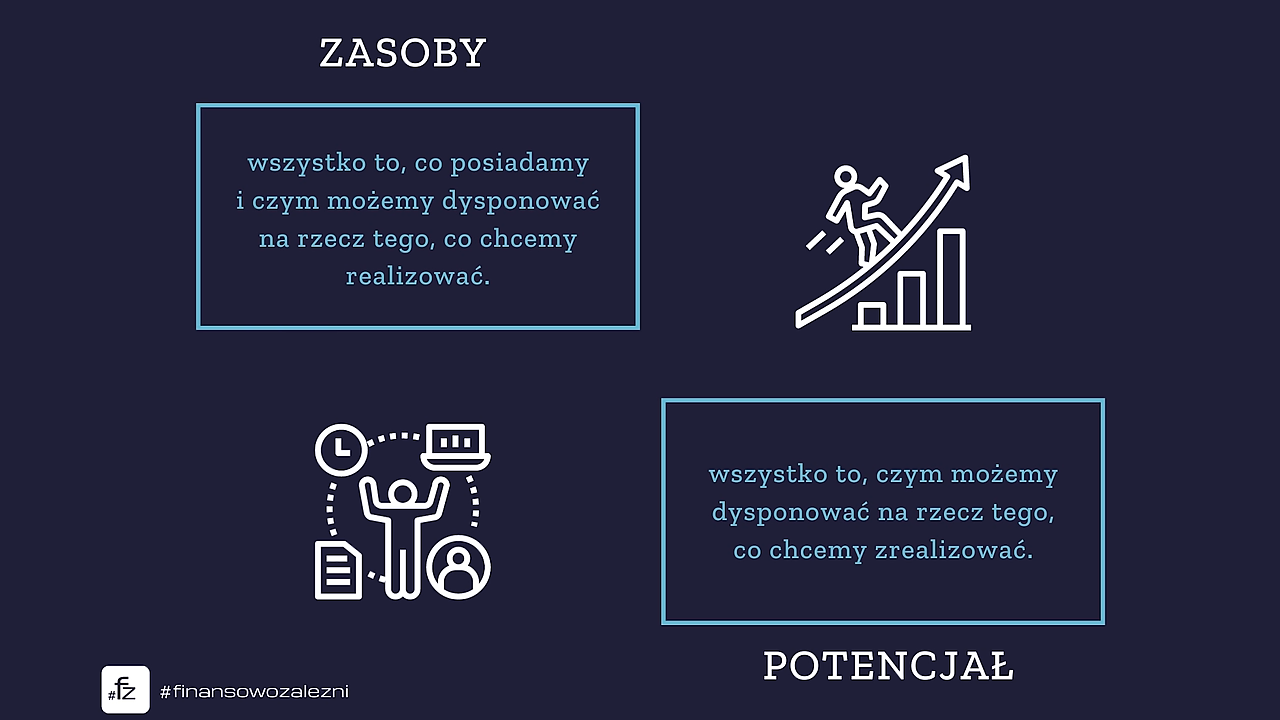 ZASOBY
wszystko to, co posiadamy
i czym możemy dysponować
na rzecz tego, co chcemy
realizować.
wszystko to, czym możemy
dysponować na rzecz tego,
co chcemy zrealizować.
POTENCJAŁ
#fz #finansowozalezni